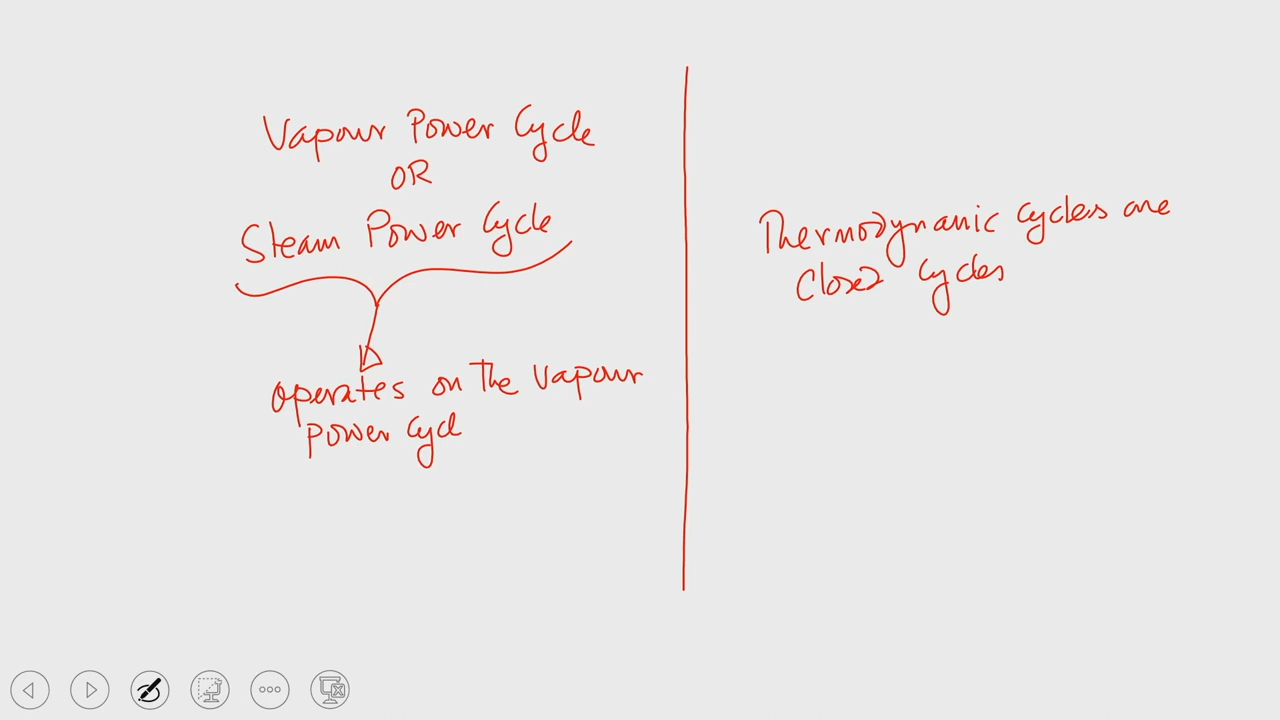 Vapour Power Cycle
OR
Steam Power Cycle
operates on the vapour
power cycl
Thermodynamic cycles are
Closed cycles